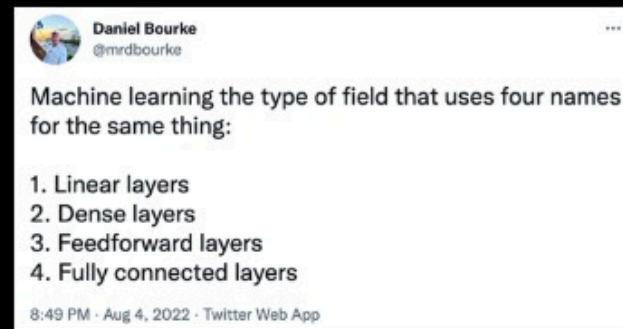 Daniel Bourke
@mrdbourke
Machine learning the type of field that uses four names
for the same thing:
1. Linear layers
2. Dense layers
3. Feedforward layers
4. Fully connected layers
8:49 PM · Aug 4, 2022 · Twitter Web App